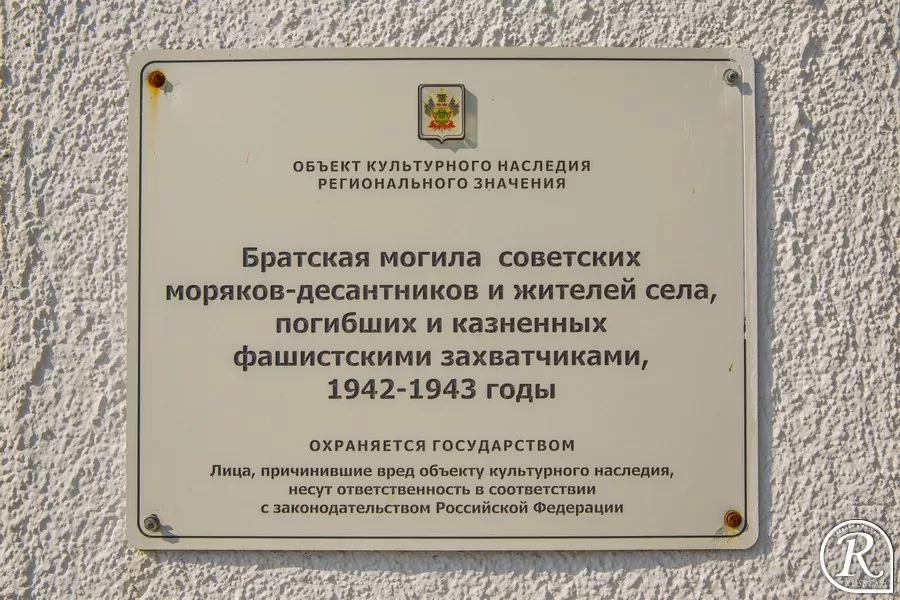 ОБЪЕКТ КУЛЬТУРНОГО НАСЛЕДИЯ
РЕГИОНАЛЬНОГО ЗНАЧЕНИЯ
Братская могила советских
моряков-десантников и жителей села,
погибших и казненных
фашистскими захватчиками,
1942-1943 годы
ОХРАНЯЕТСЯ ГОСУДАРСТВОМ
Лица, причинившие вред объекту культурного наследия,
несут ответственность в соответствии
с законодательством Российской Федерации
R